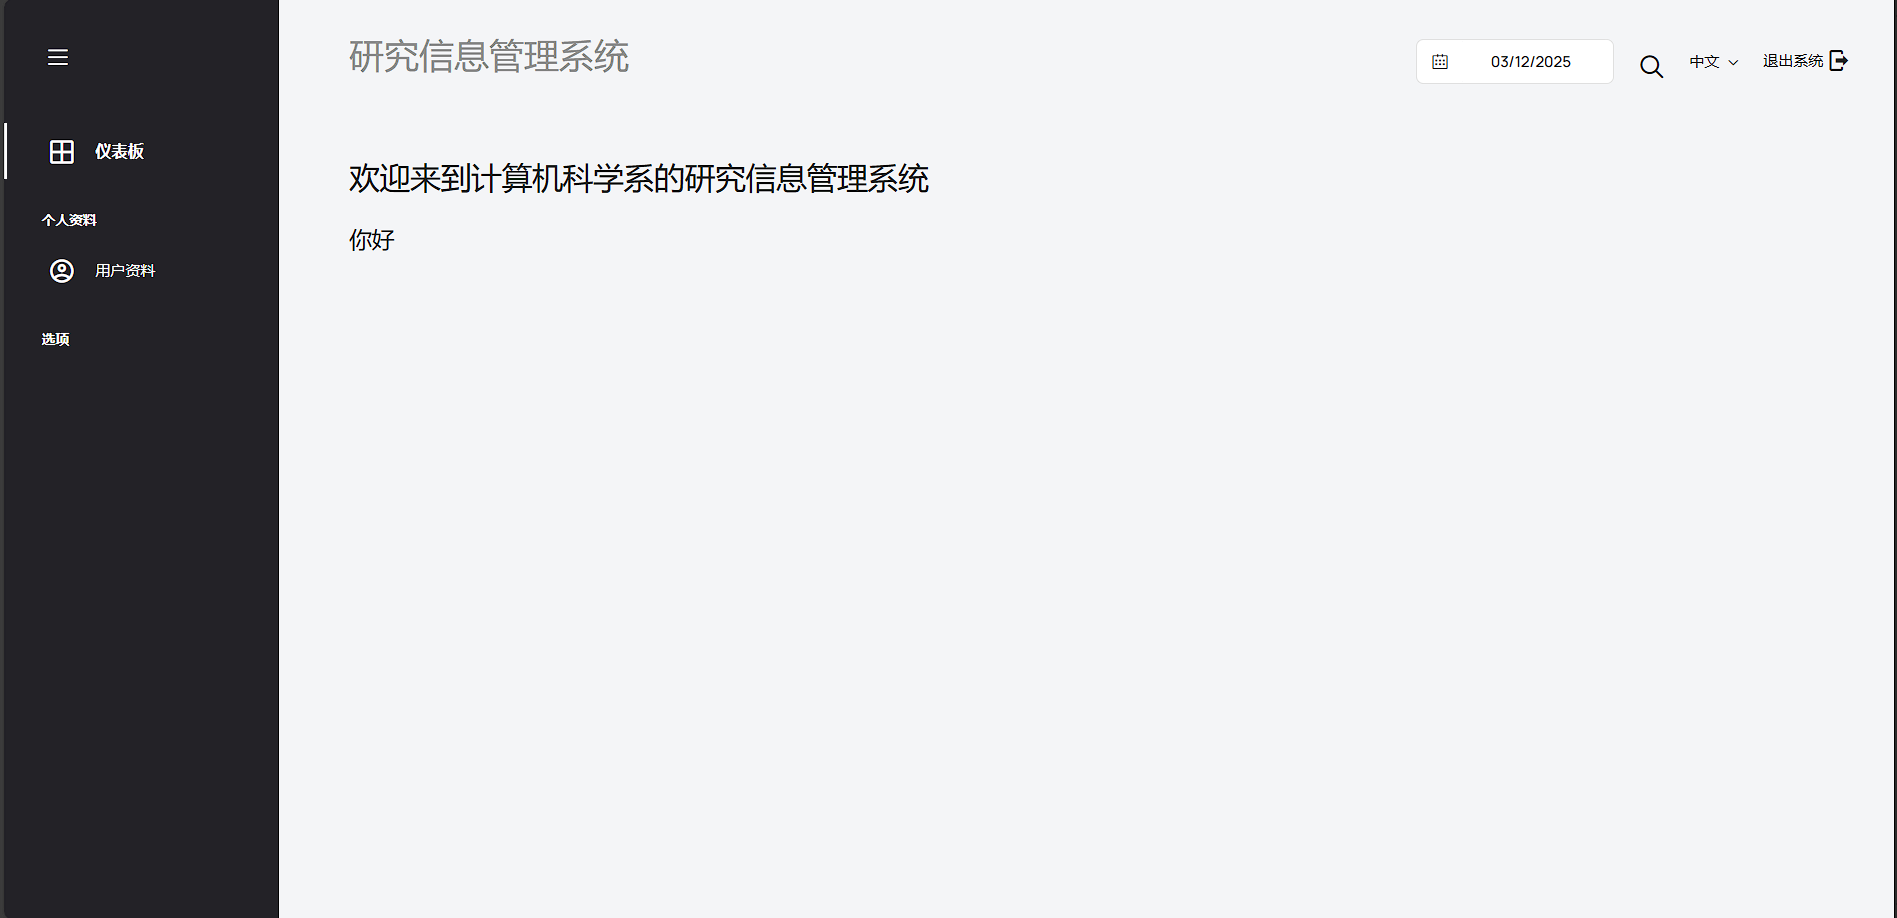 研究信息管理系统
03/12/2025
中文
退出系统
仪表板
个人资料
用户资料
选项
欢迎来到计算机科学系的研究信息管理系统
你好